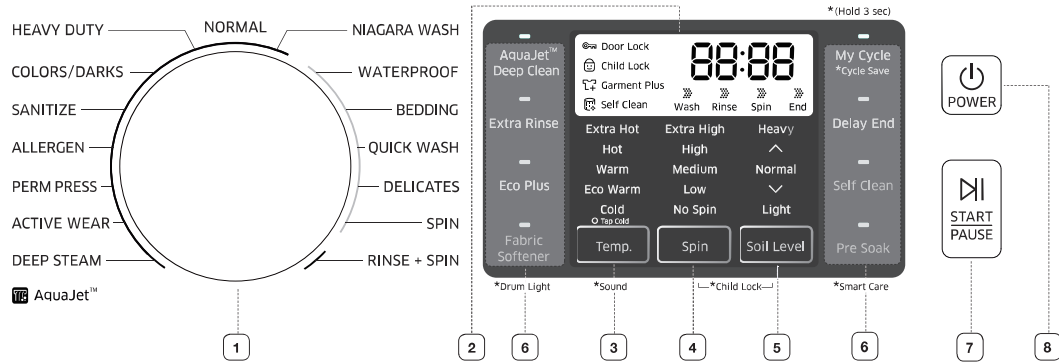 NORMAL
HEAVY DUTY
COLORS/DARKS
SANITIZE
ALLERGEN
PERM PRESS
ACTIVE WEAR
DEEP STEAM
AquaJet™
NIAGARA WASH
WATERPROOF
BEDDING
QUICK WASH
DELICATES
SPIN
RINSE + SPIN
*(Hold 3 sec)
AquaJet™
Deep Clean
Extra Rinse
Eco Plus
Fabric
Softener
Door Lock
Child Lock
Garment Plus
Self Clean
88:88
Wash Rinse Spin End
Extra Hot Extra High Heavy
Hot High
Warm Medium Normal
Eco Warm Low
Cold No Spin Light
Tap Cold
Temp. Spin Soil Level
My Cycle
*Cycle Save
Delay End
Self Clean
Pre Soak
*Drum Light *Sound *Child Lock *Smart Care
POWER
START
PAUSE
1 2 6 3 4 5 6 7 8